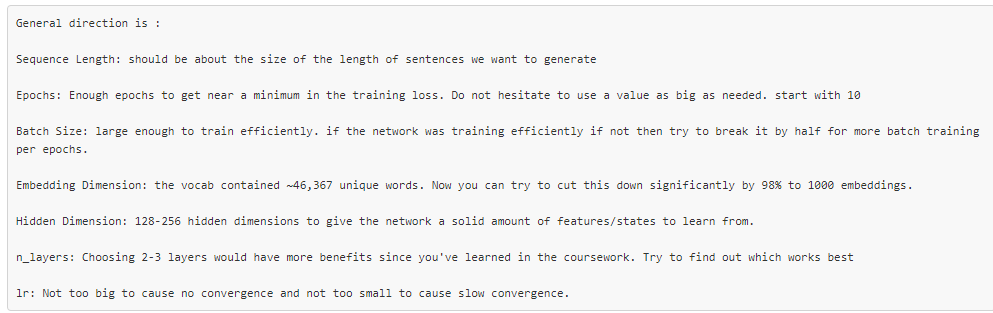 General direction is :
Sequence Length: should be about the size of the length of sentences we want to generate
Epochs: Enough epochs to get near a minimum in the training loss. Do not hesitate to use a value as big as needed. start with 10
Batch Size: large enough to train efficiently. if the network was training efficiently if not then try to break it by half for more batch training
per epochs.
Embedding Dimension: the vocab contained ~46,367 unique words. Now you can try to cut this down significantly by 98% to 1000 embeddings.
Hidden Dimension: 128-256 hidden dimensions to give the network a solid amount of features/states to learn from.
n_layers: Choosing 2-3 layers would have more benefits since you've learned in the coursework. Try to find out which works best
lr: Not too big to cause no convergence and not too small to cause slow convergence.